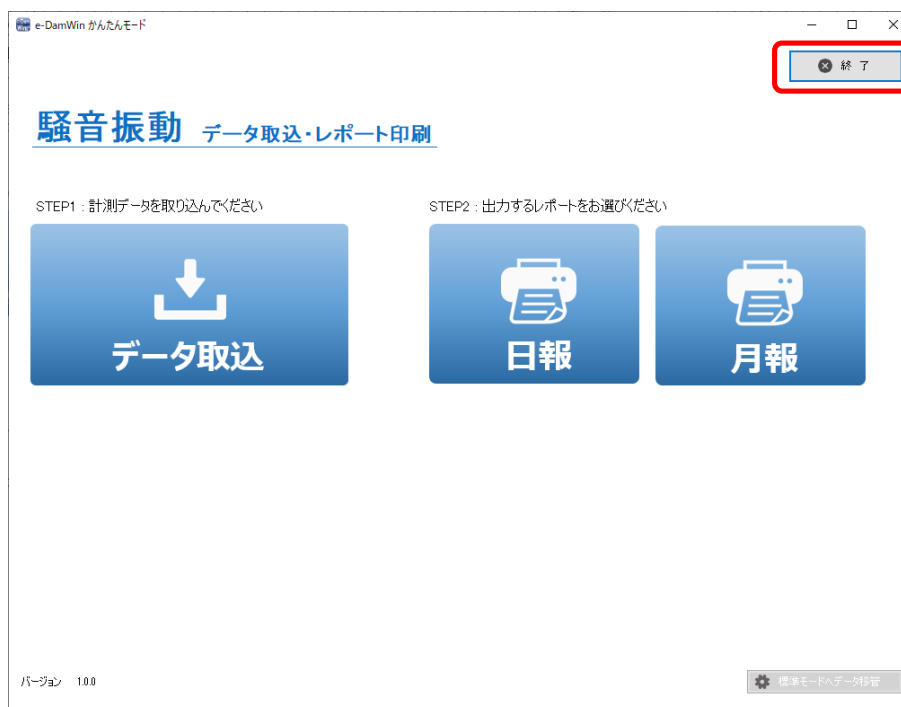 e-DamWin かんたんモード
終 了
騒音振動 データ取込・レポート印刷
STEP1：計測データを取り込んでください
STEP2：出力するレポートをお選びください
データ取込
日報
月報
バージョン 1.0.0
標準モードへデータ移管